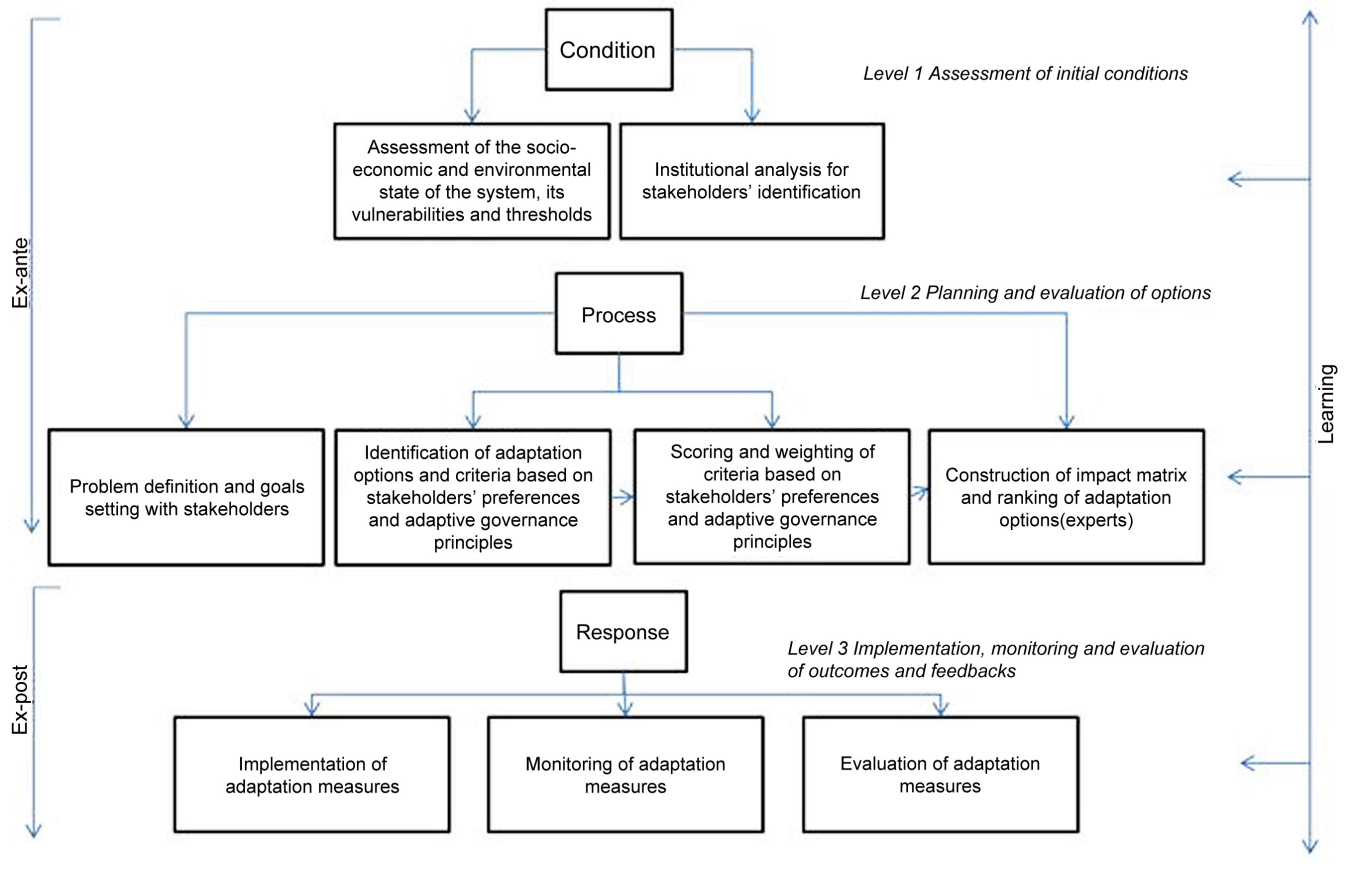 Condition
Level 1 Assessment of initial conditions
Assessment of the socio-
economic and environmental
state of the system, its
vulnerabilities and thresholds
Institutional analysis for
stakeholders’ identification
Ex-ante
Process
Level 2 Planning and evaluation of options
Learning
Problem definition and goals
setting with stakeholders
Identification of adaptation
options and criteria based on
stakeholders’ preferences
and adaptive governance
principles
Scoring and weighting of
criteria based on
stakeholders’ preferences
and adaptive governance
principles
Construction of impact matrix
and ranking of adaptation
options(experts)
Response
Level 3 Implementation, monitoring and evaluation
of outcomes and feedbacks
Ex-post
Implementation of
adaptation measures
Monitoring of adaptation
measures
Evaluation of adaptation
measures